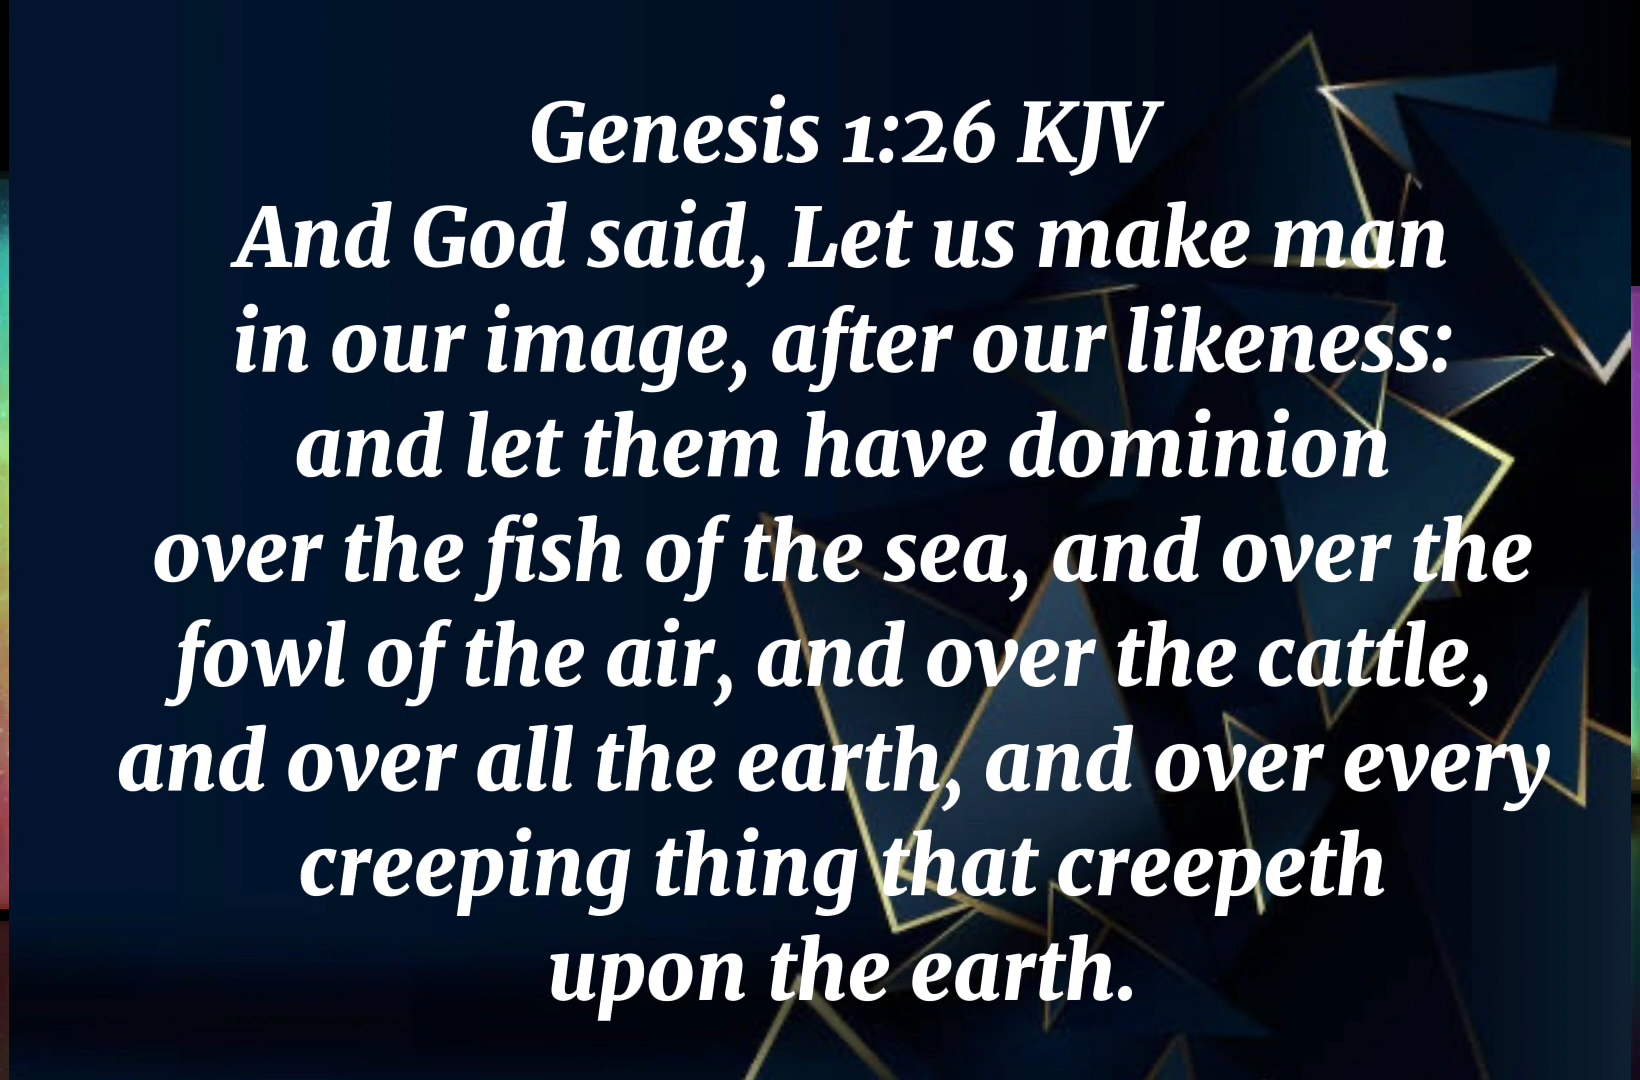 Genesis 1:26 KJV
And God said, Let us make man
in our image, after our likeness:
and let them have dominion
over the fish of the sea, and over the
fowl of the air, and over the cattle,
and over all the earth, and over every
creeping thing that creepeth
upon the earth.